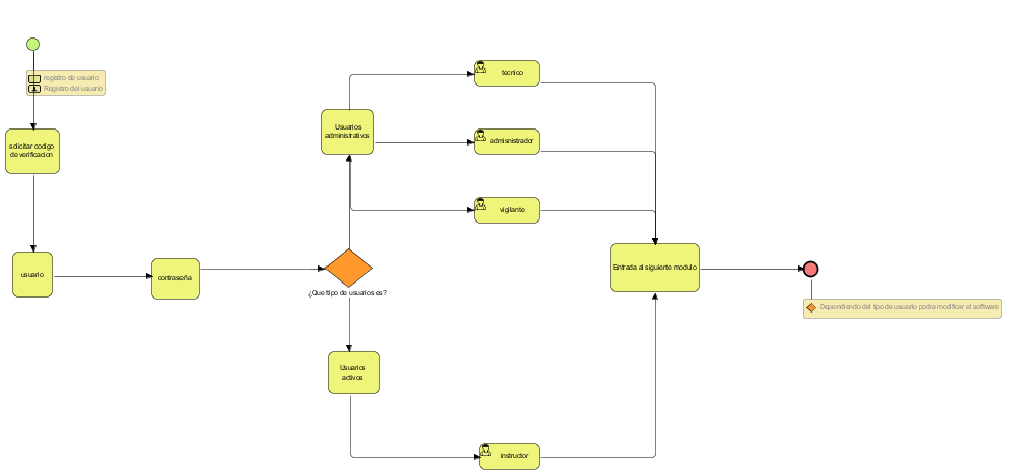 registro de usuario
Registro del usuario
solicitar codigo
de verificacion
usuario
contraseña
¿Que tipo de usuarios es?
Usuarios
administrativos
tecnico
admisnistrador
vigilante
Usuarios
activos
instructor
Entrada al siguiente modulo
Dependiendo del tipo de usuario podra modificar el software